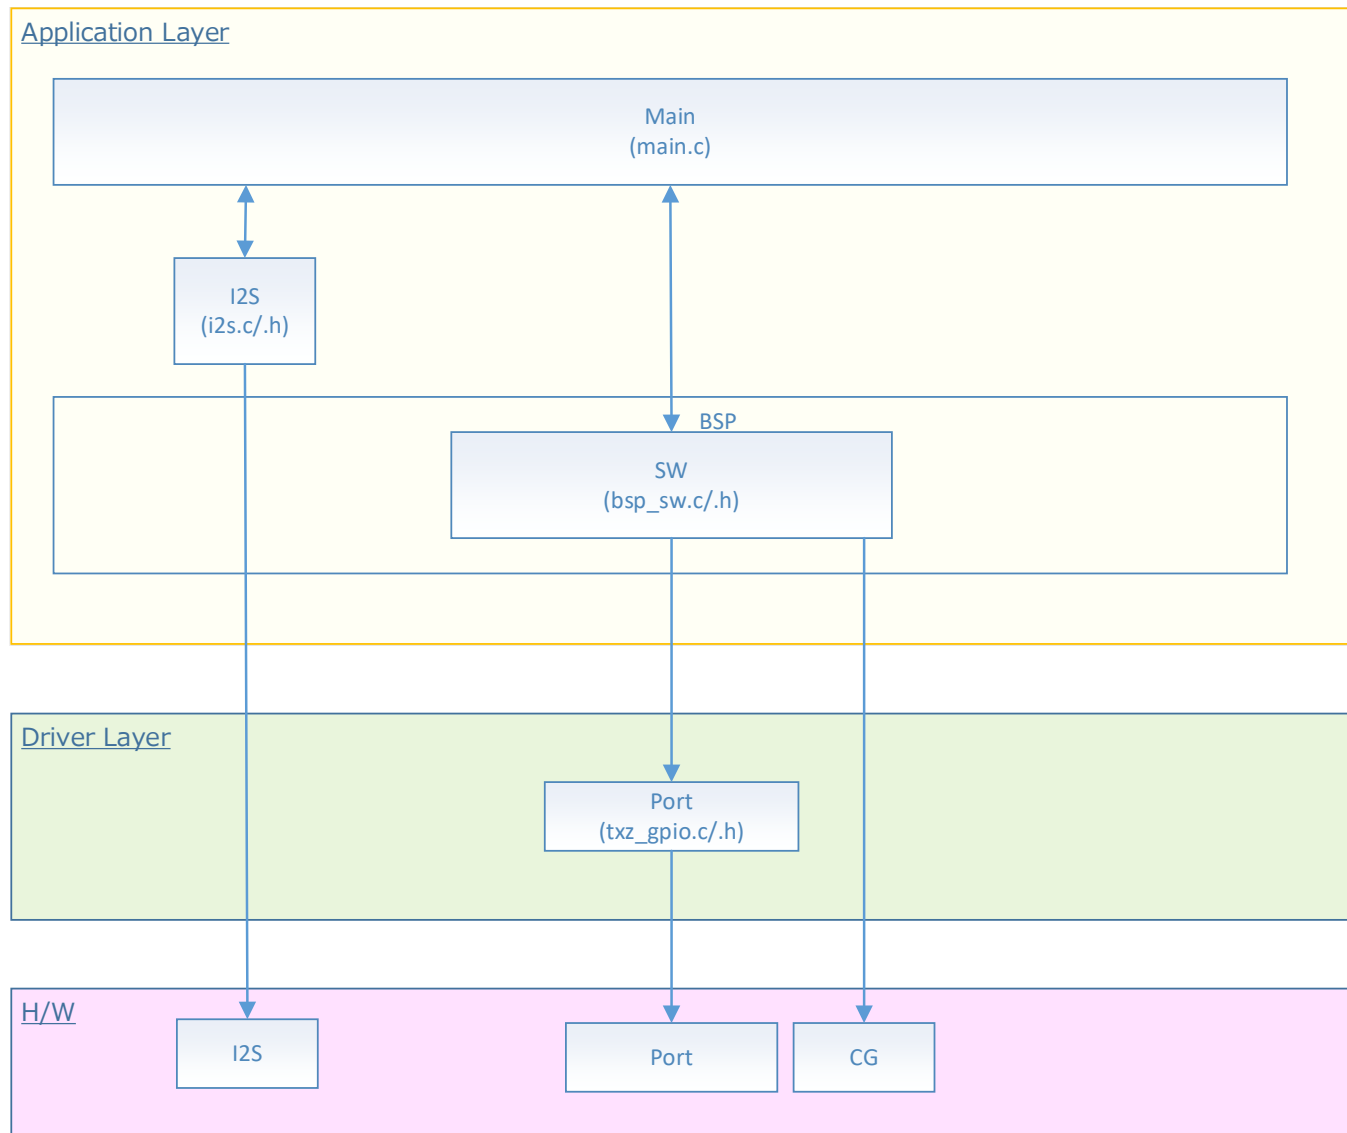 Application Layer
Main
(main.c)
I2S
(i2s.c/.h)
BSP
SW
(bsp_sw.c/.h)
Driver Layer
Port
(txz_gpio.c/.h)
H/W
I2S
Port
CG